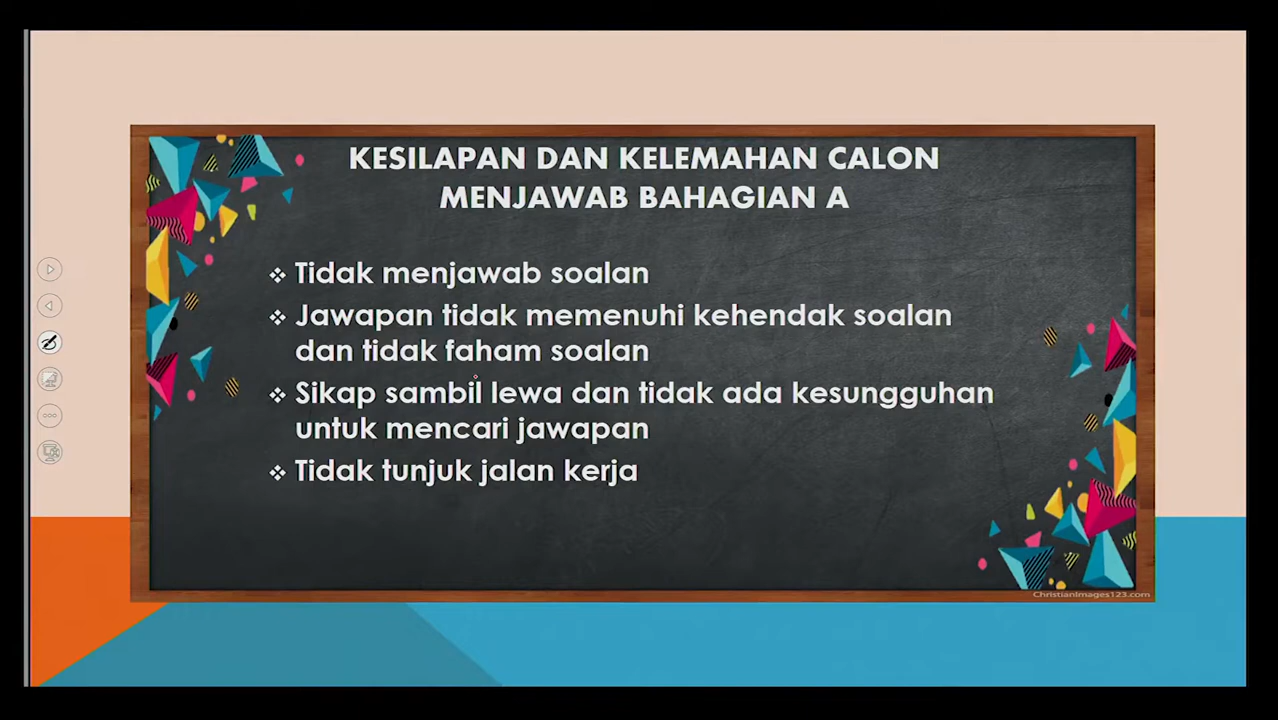 KESILAPAN DAN KELEMAHAN CALON
MENJAWAB BAHAGIAN A
❖ Tidak menjawab soalan
❖ Jawapan tidak memenuhi kehendak soalan
dan tidak faham soalan
❖ Sikap sambil lewa dan tidak ada kesungguhan
untuk mencari jawapan
❖ Tidak tunjuk jalan kerja
ChristianImages123.com